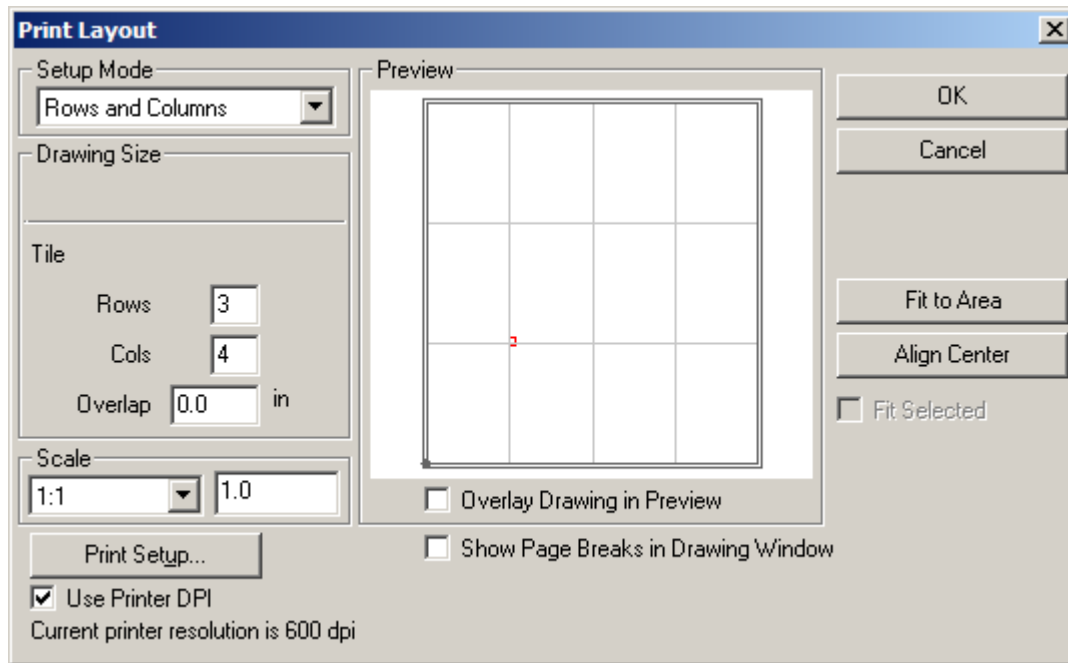 Print Layout
Setup Mode
Rows and Columns
Drawing Size
Tile
Rows 3
Cols 4
Overlap 0.0 in
Scale
1:1 1.0
Print Setup...
Use Printer DPI
Current printer resolution is 600 dpi
Preview
Overlay Drawing in Preview
Show Page Breaks in Drawing Window
OK
Cancel
Fit to Area
Align Center
Fit Selected